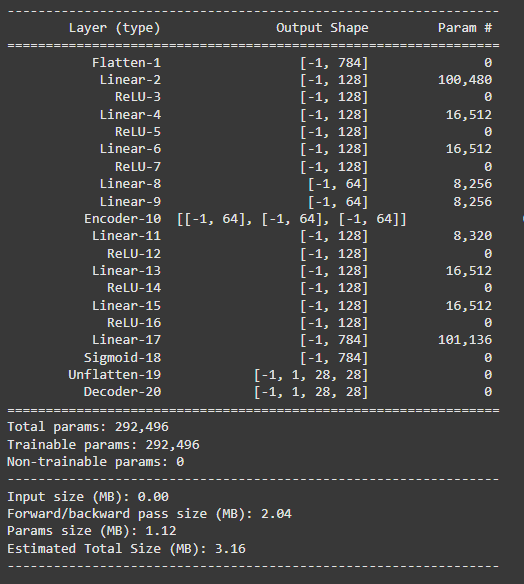 ----------------------------------------------------------------
        Layer (type)               Output Shape         Param #
================================================================
           Flatten-1                  [-1, 784]               0
            Linear-2                  [-1, 128]         100,480
              ReLU-3                  [-1, 128]               0
            Linear-4                  [-1, 128]          16,512
              ReLU-5                  [-1, 128]               0
            Linear-6                  [-1, 128]          16,512
              ReLU-7                  [-1, 128]               0
            Linear-8                   [-1, 64]           8,256
            Linear-9                   [-1, 64]           8,256
          Encoder-10  [[-1, 64], [-1, 64], [-1, 64]]
           Linear-11                  [-1, 128]           8,320
             ReLU-12                  [-1, 128]               0
           Linear-13                  [-1, 128]          16,512
             ReLU-14                  [-1, 128]               0
           Linear-15                  [-1, 128]          16,512
             ReLU-16                  [-1, 128]               0
           Linear-17                  [-1, 784]         101,136
          Sigmoid-18                  [-1, 784]               0
        Unflatten-19            [-1, 1, 28, 28]               0
          Decoder-20            [-1, 1, 28, 28]               0
================================================================
Total params: 292,496
Trainable params: 292,496
Non-trainable params: 0
----------------------------------------------------------------
Input size (MB): 0.00
Forward/backward pass size (MB): 2.04
Params size (MB): 1.12
Estimated Total Size (MB): 3.16
----------------------------------------------------------------